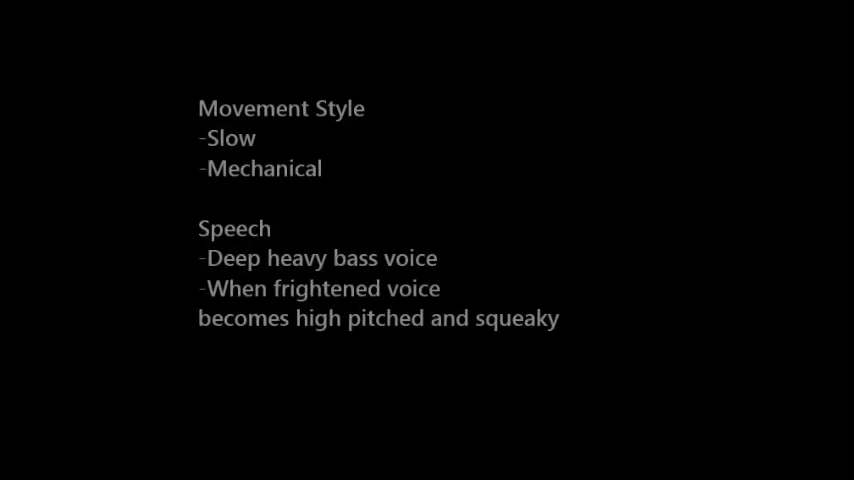 Movement Style
-Slow
-Mechanical
Speech
-Deep heavy bass voice
-When frightened voice
becomes high pitched and squeaky